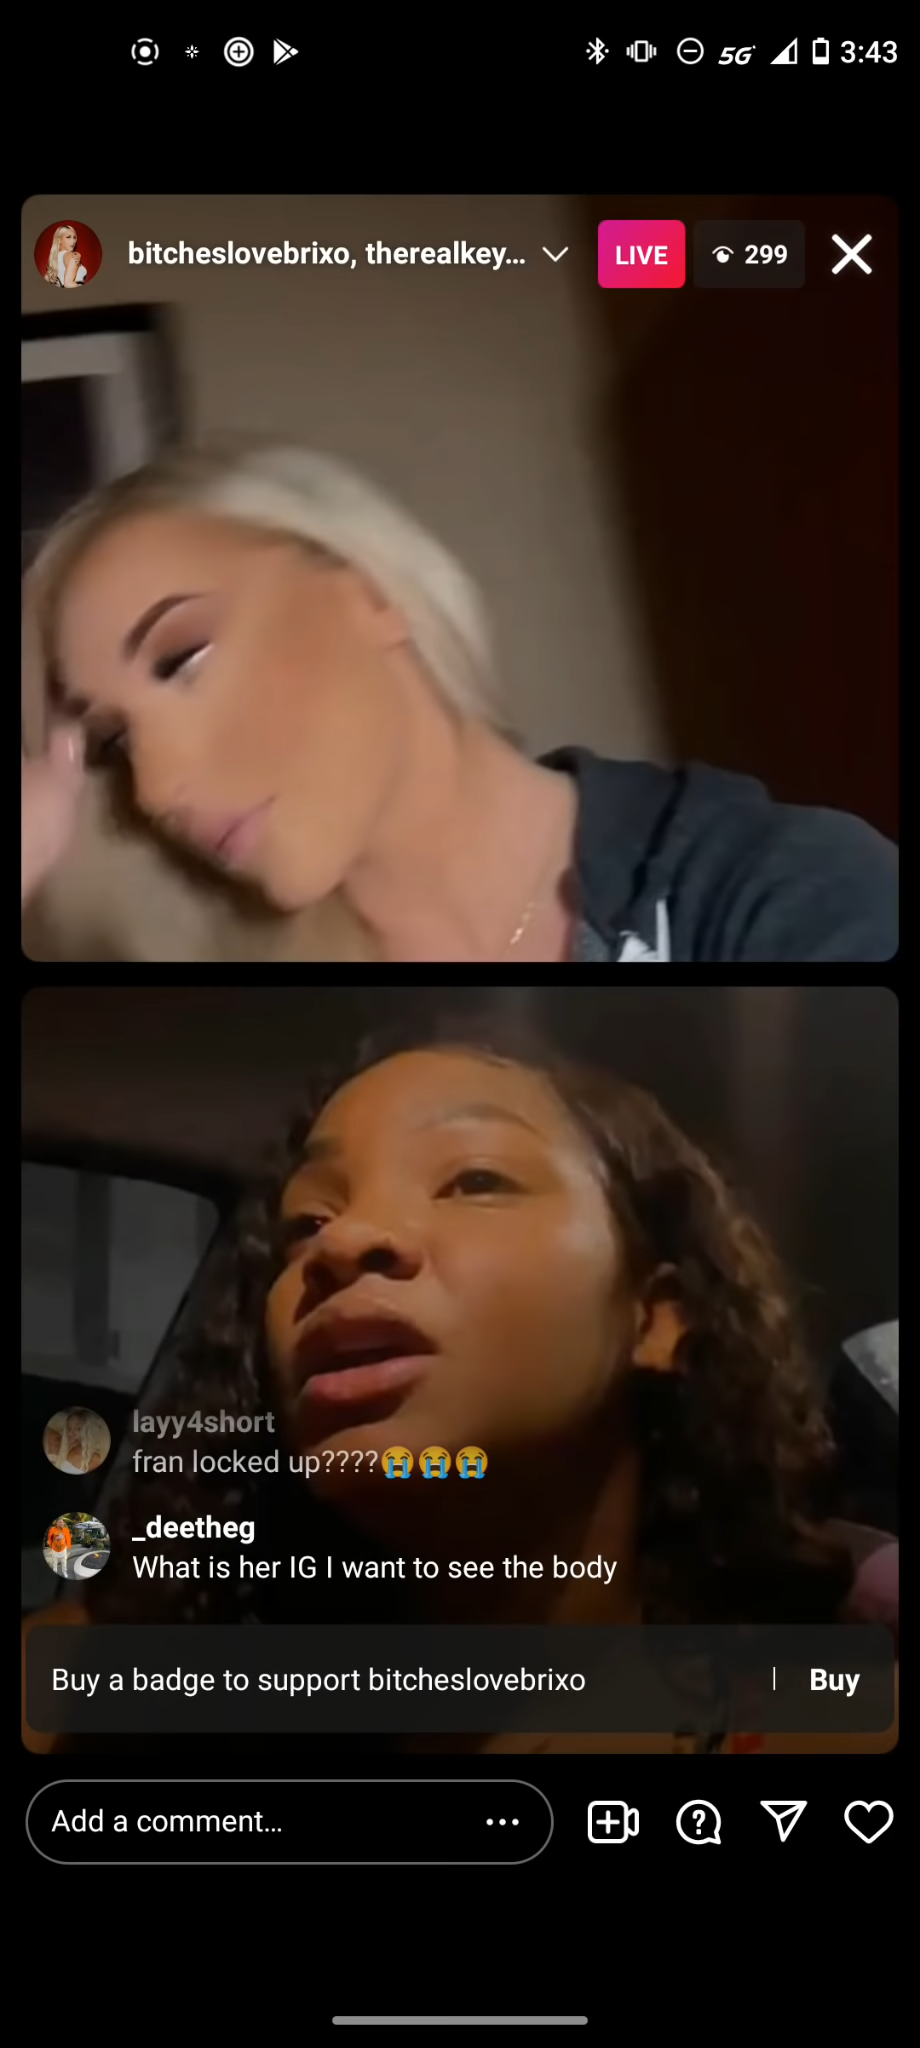 5G 3:43
bitcheslovebrixo, therealkey... LIVE 299
layy4short
fran locked up????😭😭😭
_deetheg
What is her IG I want to see the body
Buy a badge to support bitcheslovebrixo | Buy
Add a comment...